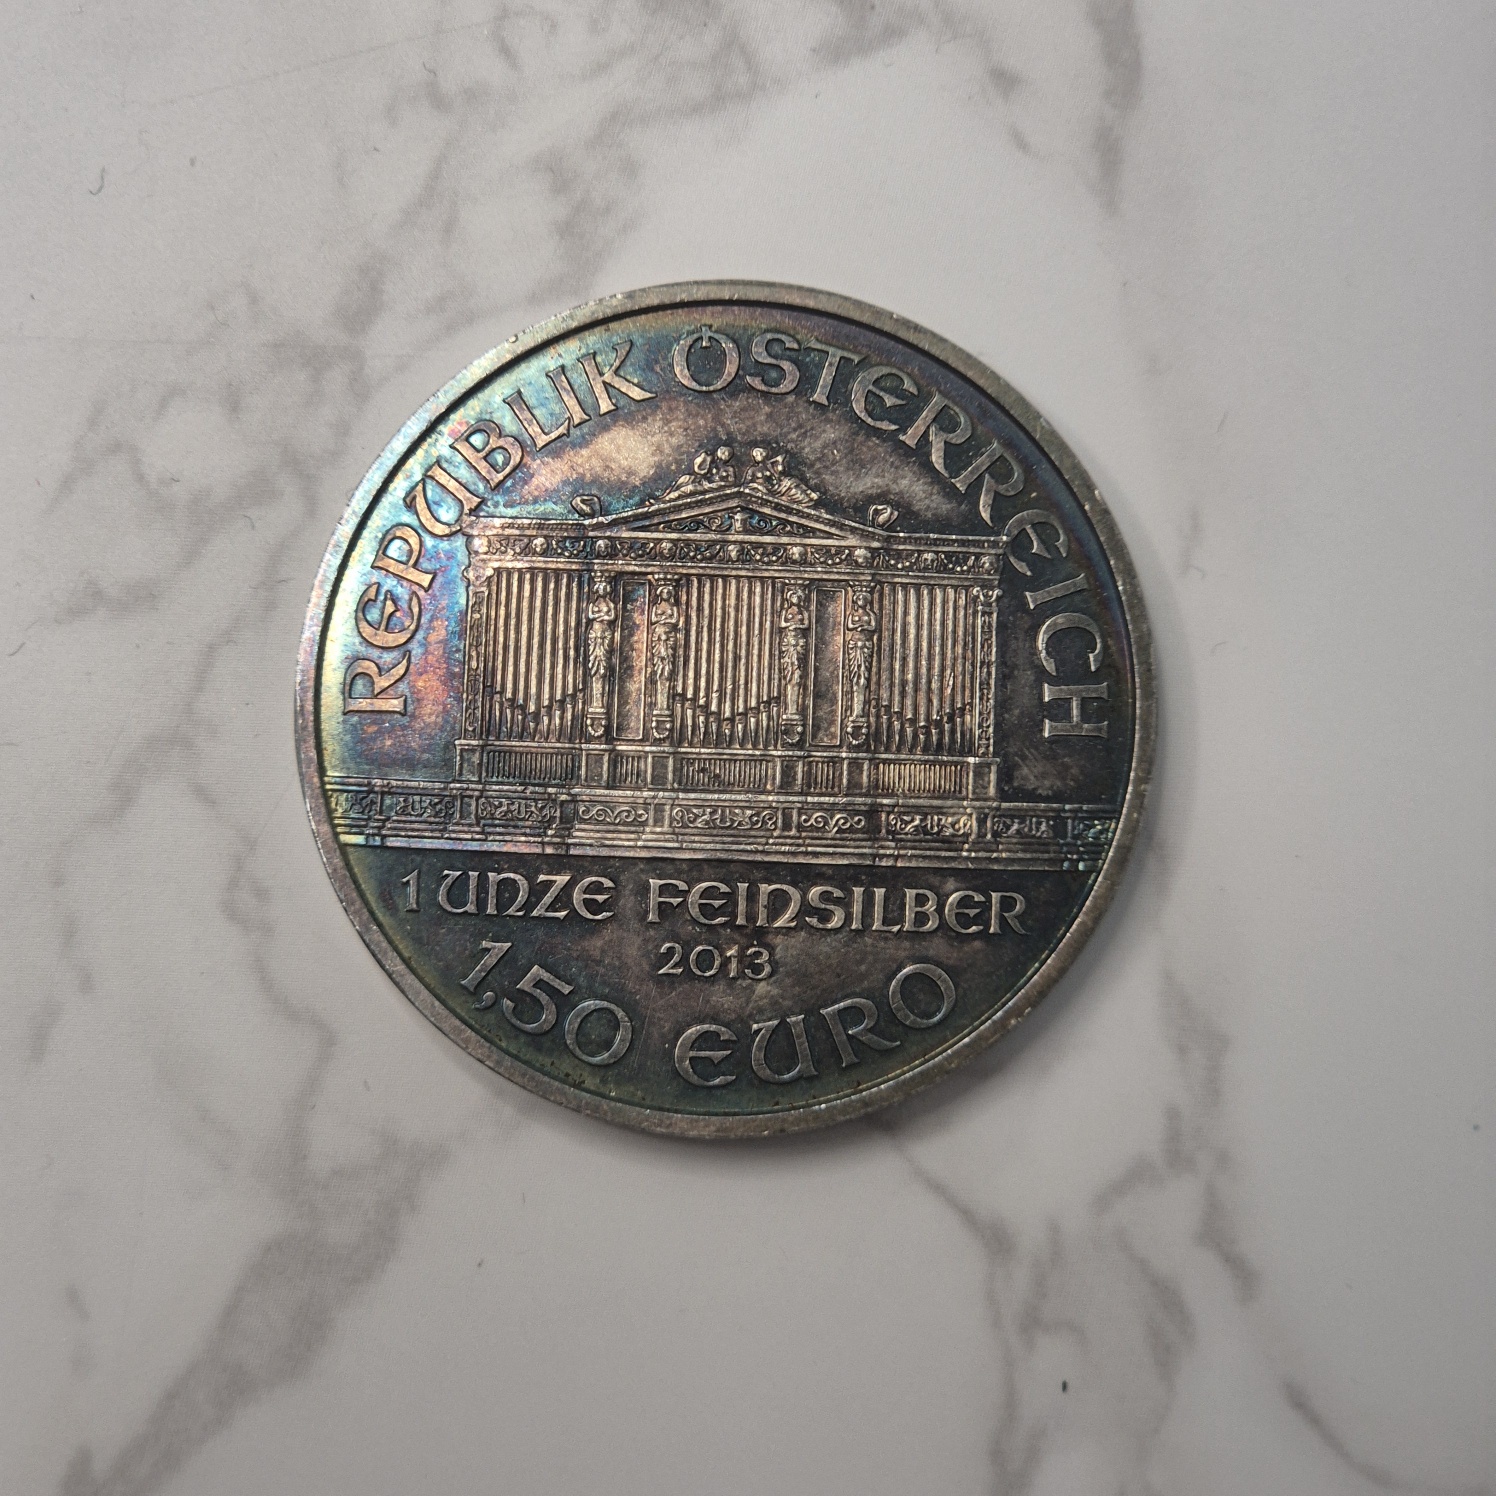 REPUBLIK ÖSTERREICH
1 UNZE FEINSILBER
2013
1,50 EURO